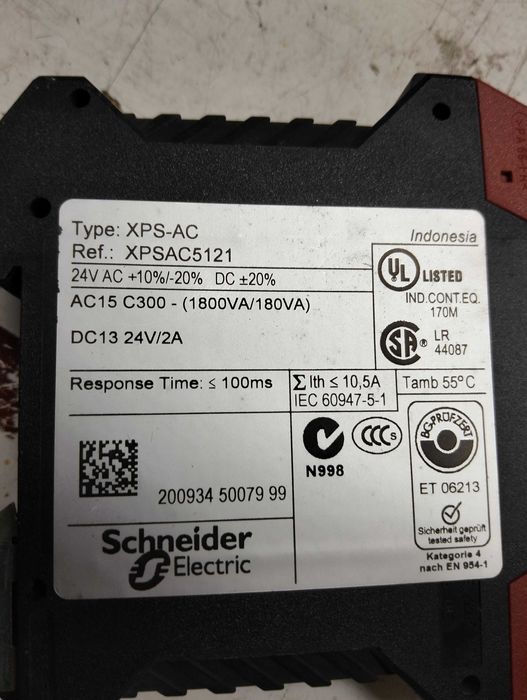 Type: XPS-AC
Ref.: XPSAC5121
Indonesia
24V AC +10%/-20% DC ±20%
AC15 C300 - (1800VA/180VA)
DC13 24V/2A
UL LISTED
IND.CONT.EQ.
170M
SA ® LR
44087
Response Time: ≤ 100ms
Σ Ith ≤ 10,5A
IEC 60947-5-1
Tamb 55°C
N998
CCC S
BG-PRÜFZERT
ET 06213
Sicherheit geprüft
tested safety
Kategorie 4
nach EN 954-1
200934 50079 99
Schneider
Electric